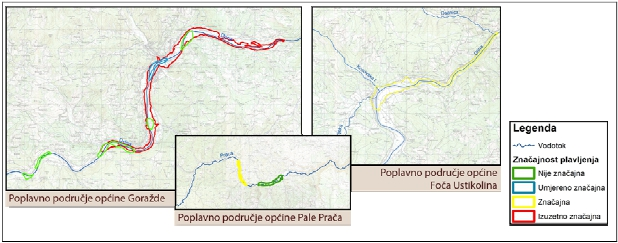 Poplavno područje općine Goražde
Poplavno područje općine Pale Prača
Poplavno područje općine
Foča Ustikolina
Legenda
Vodotok
Značajnost plavljenja
Nije značajna
Umjereno značajna
Značajna
Izuzetno značajna